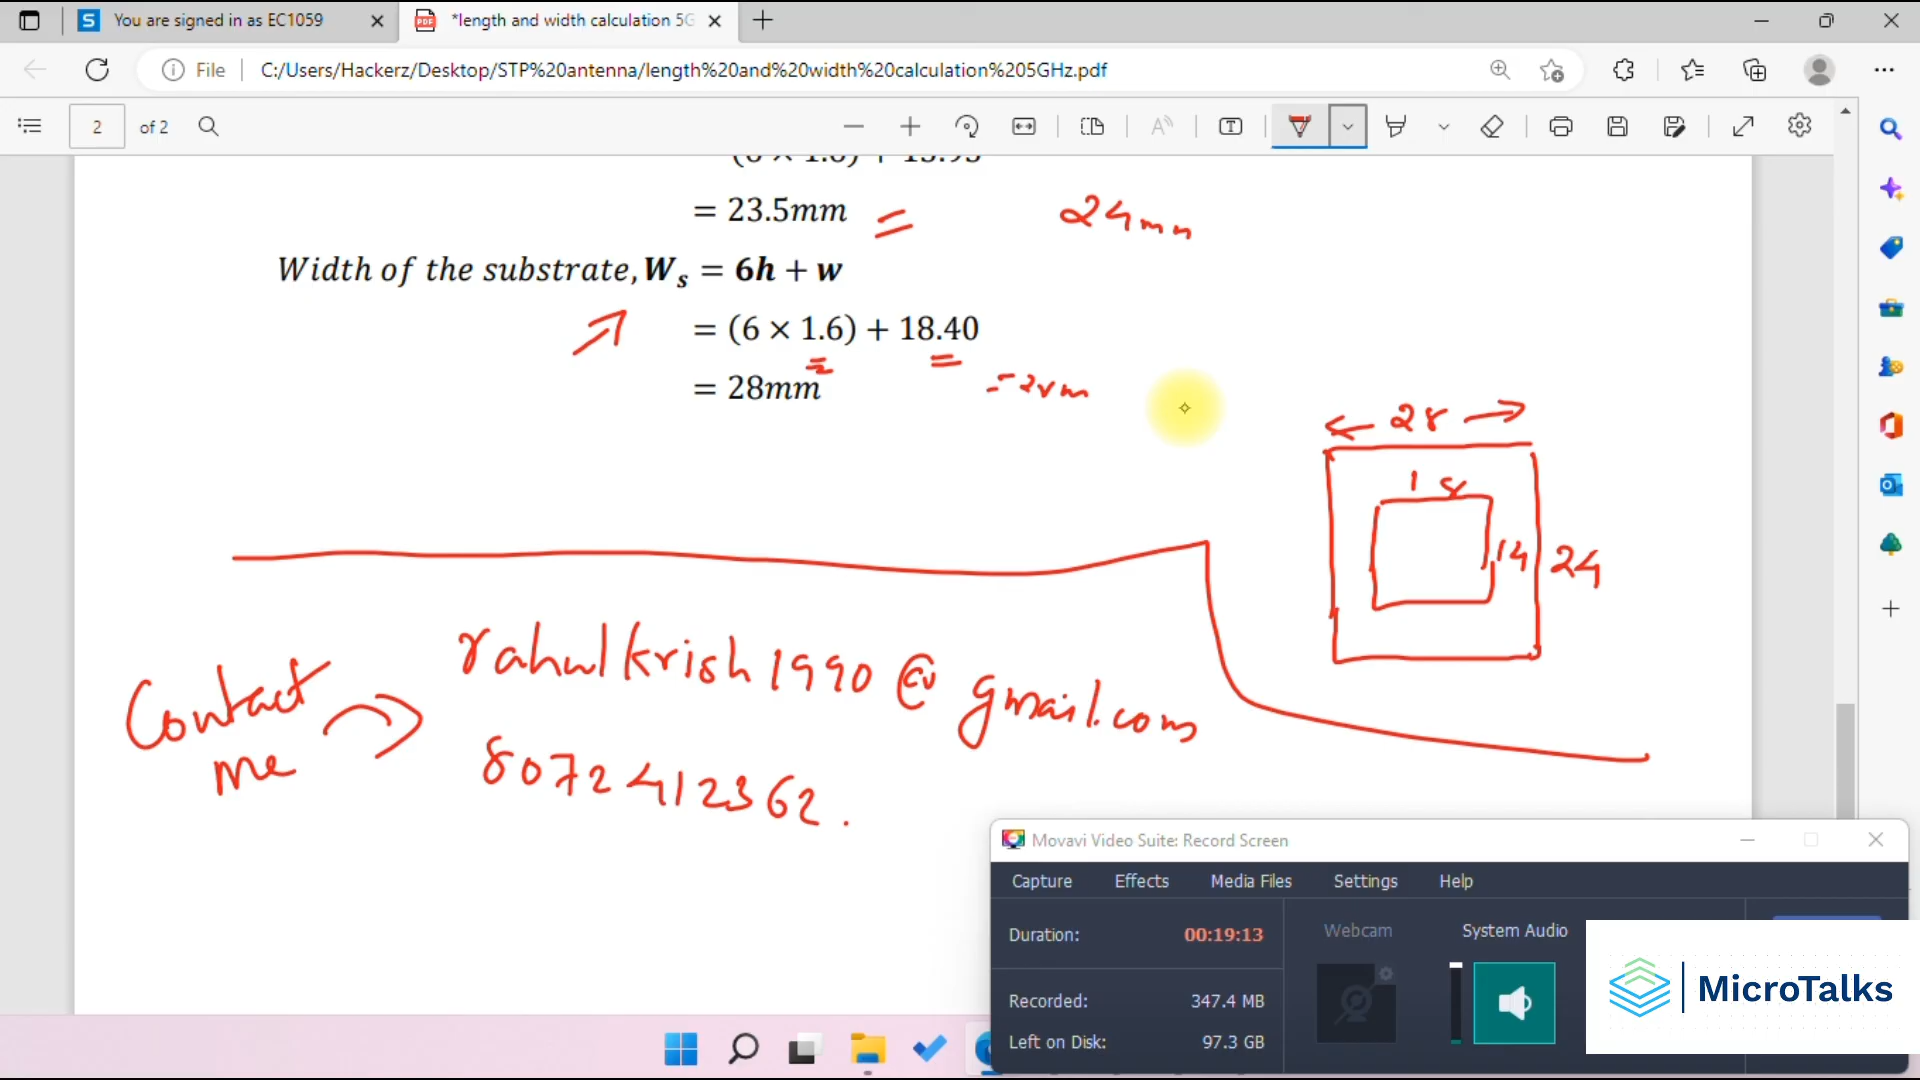 You are signed in as EC1059
*length and width calculation 5G
File
C:/Users/Hackerz/Desktop/STP%20antenna/length%20and%20width%20calculation%205GHz.pdf
2 of 2
= 23.5mm = 24mm
Width of the substrate, Ws = 6h + w
= (6 × 1.6) + 18.40
= 28mm
28
18
14 24
Contact me
rahulkrish1990@gmail.com
8072412362.
Movavi Video Suite: Record Screen
Capture Effects Media Files Settings Help
Duration: 00:19:13
Webcam System Audio
Recorded: 347.4 MB
Left on Disk: 97.3 GB
MicroTalks